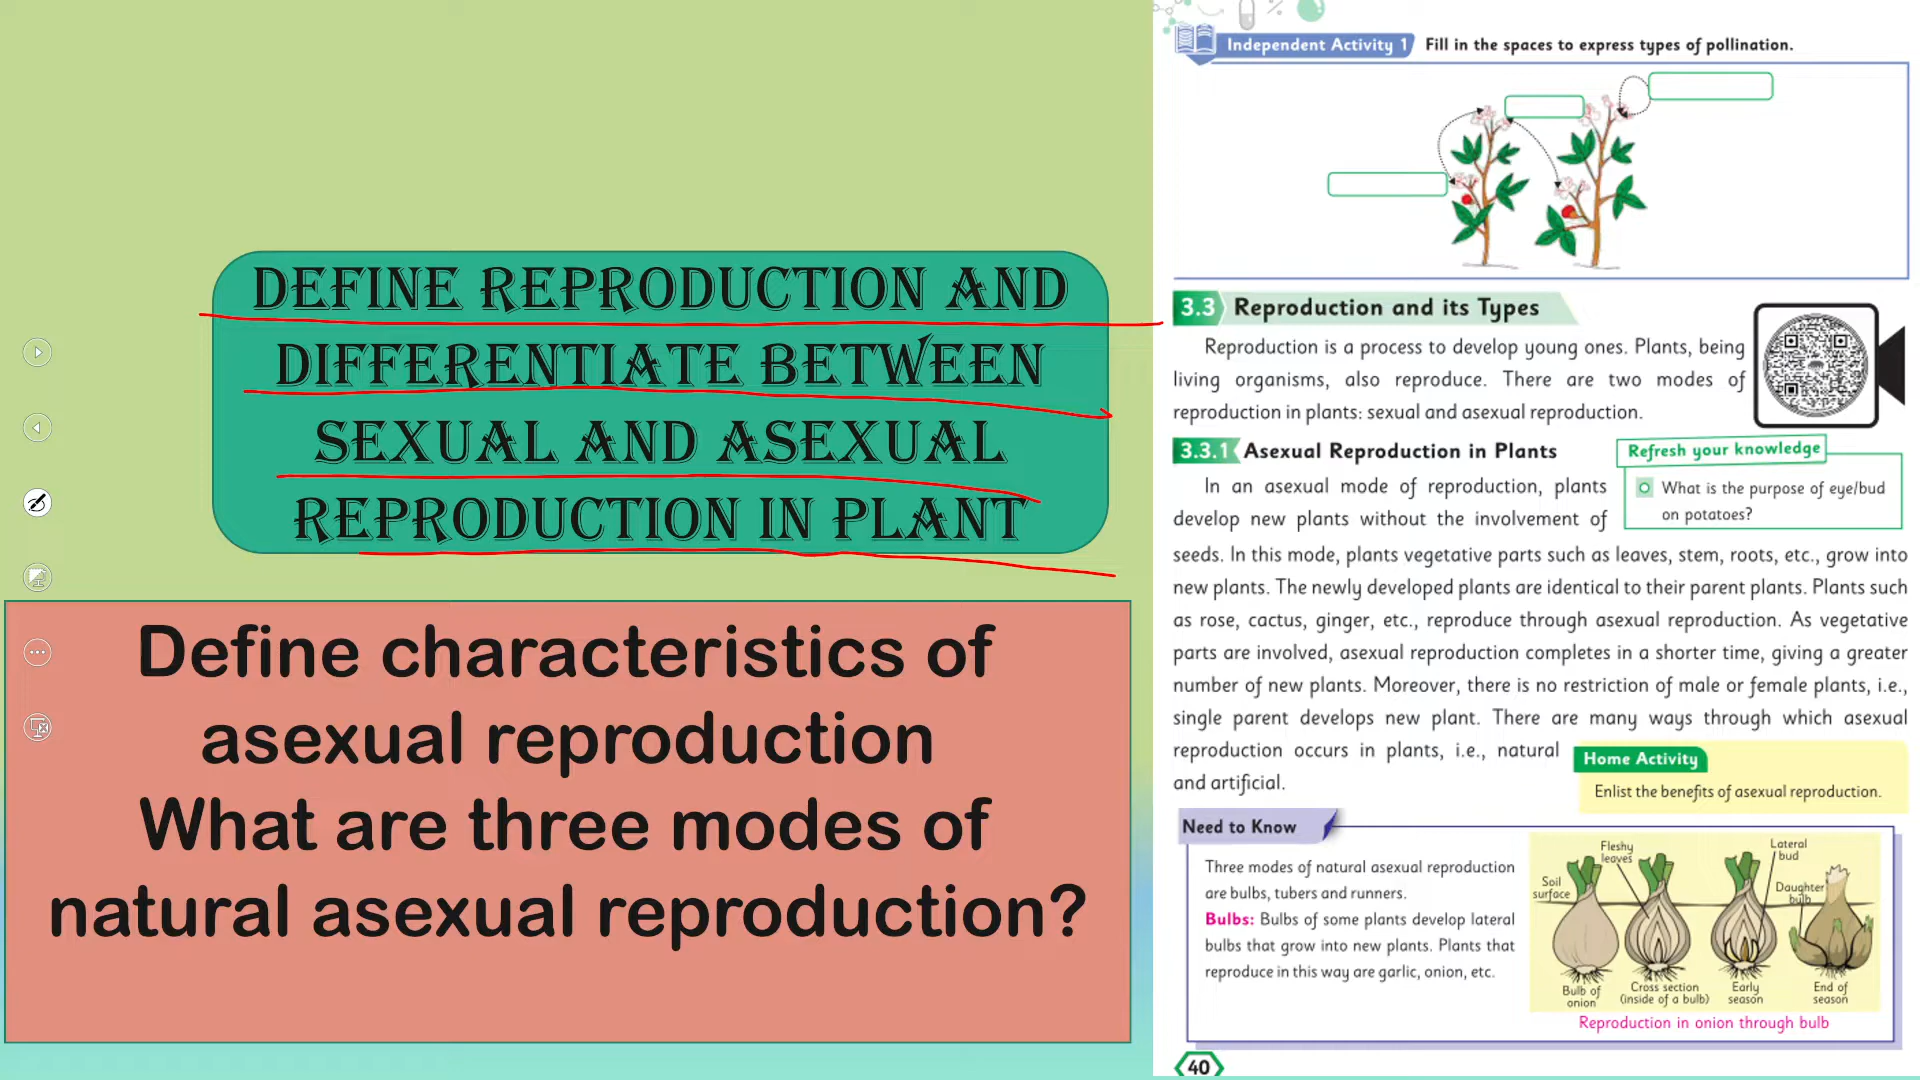 DEFINE REPRODUCTION AND
DIFFERENTIATE BETWEEN
SEXUAL AND ASEXUAL
REPRODUCTION IN PLANT
Define characteristics of
asexual reproduction
What are three modes of
natural asexual reproduction?
Independent Activity 1
Fill in the spaces to express types of pollination.
3.3 Reproduction and its Types
Reproduction is a process to develop young ones. Plants, being
living organisms, also reproduce. There are two modes of
reproduction in plants: sexual and asexual reproduction.
3.3.1 Asexual Reproduction in Plants
In an asexual mode of reproduction, plants
develop new plants without the involvement of
Refresh your knowledge
What is the purpose of eye/bud
on potatoes?
seeds. In this mode, plants vegetative parts such as leaves, stem, roots, etc., grow into
new plants. The newly developed plants are identical to their parent plants. Plants such
as rose, cactus, ginger, etc., reproduce through asexual reproduction. As vegetative
parts are involved, asexual reproduction completes in a shorter time, giving a greater
number of new plants. Moreover, there is no restriction of male or female plants, i.e.,
single parent develops new plant. There are many ways through which asexual
reproduction occurs in plants, i.e., natural
and artificial.
Home Activity
Enlist the benefits of asexual reproduction.
Need to Know
Three modes of natural asexual reproduction
are bulbs, tubers and runners.
Bulbs: Bulbs of some plants develop lateral
bulbs that grow into new plants. Plants that
reproduce in this way are garlic, onion, etc.
Soil
surface
Fleshy
leaves
Lateral
bud
Daughter
bulb
Bulb of
onion
Cross section
(inside of a bulb)
Early
season
End of
season
Reproduction in onion through bulb
40